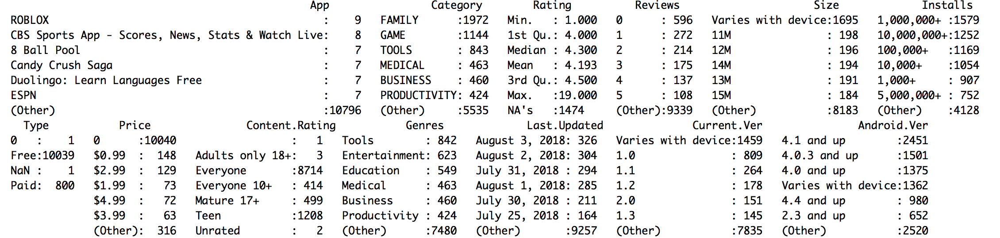 App Category Rating Reviews Size Installs
ROBLOX : 9 FAMILY :1972 Min. : 1.000 0 : 596 Varies with device:1695 1,000,000+ :1579
CBS Sports App - Scores, News, Stats & Watch Live: 8 GAME :1144 1st Qu.: 4.000 1 : 272 11M : 198 10,000,000+:1252
8 Ball Pool : 7 TOOLS : 843 Median : 4.300 2 : 214 12M : 196 100,000+ :1169
Candy Crush Saga : 7 MEDICAL : 463 Mean : 4.193 3 : 175 14M : 194 10,000+ :1054
Duolingo: Learn Languages Free : 7 BUSINESS : 460 3rd Qu.: 4.500 4 : 137 13M : 191 1,000+ : 907
ESPN : 7 PRODUCTIVITY: 424 Max. :19.000 5 : 108 15M : 184 5,000,000+ : 752
(Other) :10796 (Other) :5535 NA's :1474 (Other):9339 (Other) :8183 (Other) :4128
Type Price Content.Rating Genres Last.Updated Current.Ver Android.Ver
0 : 1 0 :10040 : 1 Tools : 842 August 3, 2018: 326 Varies with device:1459 4.1 and up :2451
Free:10039 $0.99 : 148 Adults only 18+: 3 Entertainment: 623 August 2, 2018: 304 1.0 : 809 4.0.3 and up :1501
NaN : 1 $2.99 : 129 Everyone :8714 Education : 549 July 31, 2018 : 294 1.1 : 264 4.0 and up :1375
Paid: 800 $1.99 : 73 Everyone 10+ : 414 Medical : 463 August 1, 2018: 285 1.2 : 178 Varies with device:1362
$4.99 : 72 Mature 17+ : 499 Business : 460 July 30, 2018 : 211 2.0 : 151 4.4 and up : 980
$3.99 : 63 Teen :1208 Productivity : 424 July 25, 2018 : 164 1.3 : 145 2.3 and up : 652
(Other): 316 Unrated : 2 (Other) :7480 (Other) :9257 (Other) :7835 (Other) :2520